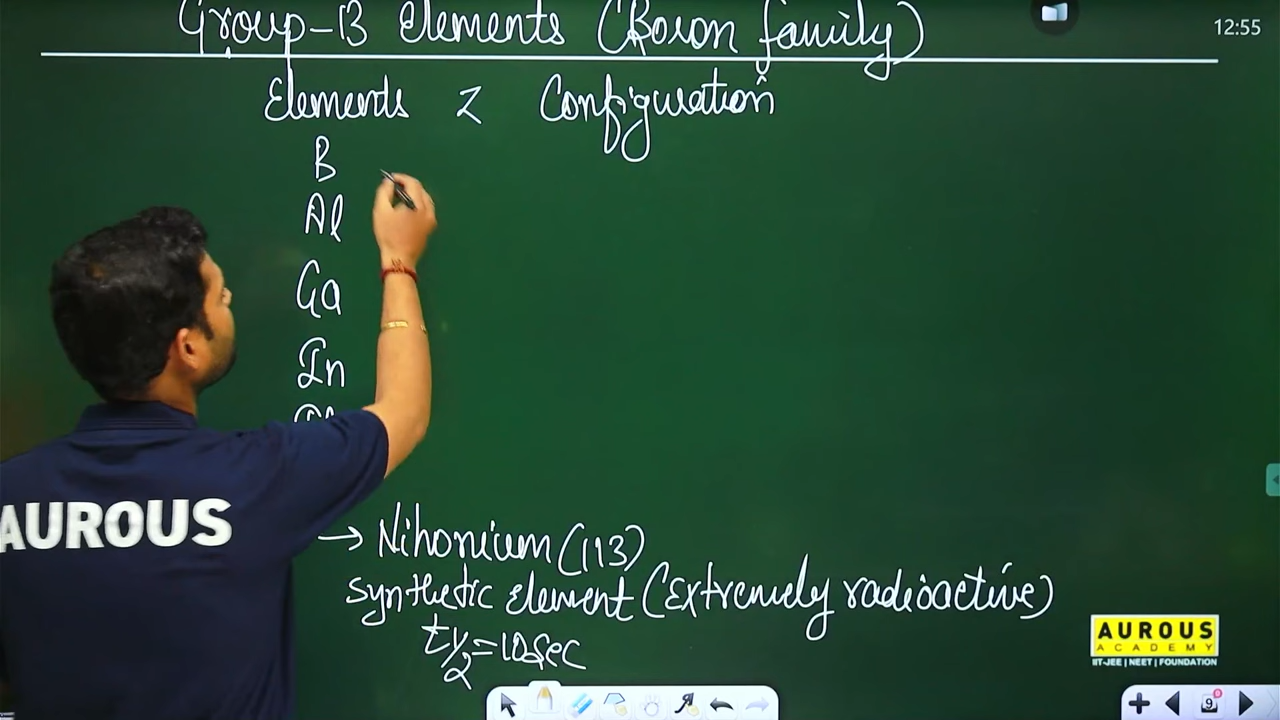 Group-13 Elements (Boron family)
12:55
Elements Z Configuration
B
Al
Ga
In
→ Nihonium (113)
synthetic element (Extremely radioactive)
t1/2 = 10 sec
AUROUS
AUROUS
ACADEMY
IIT-JEE | NEET | FOUNDATION
9